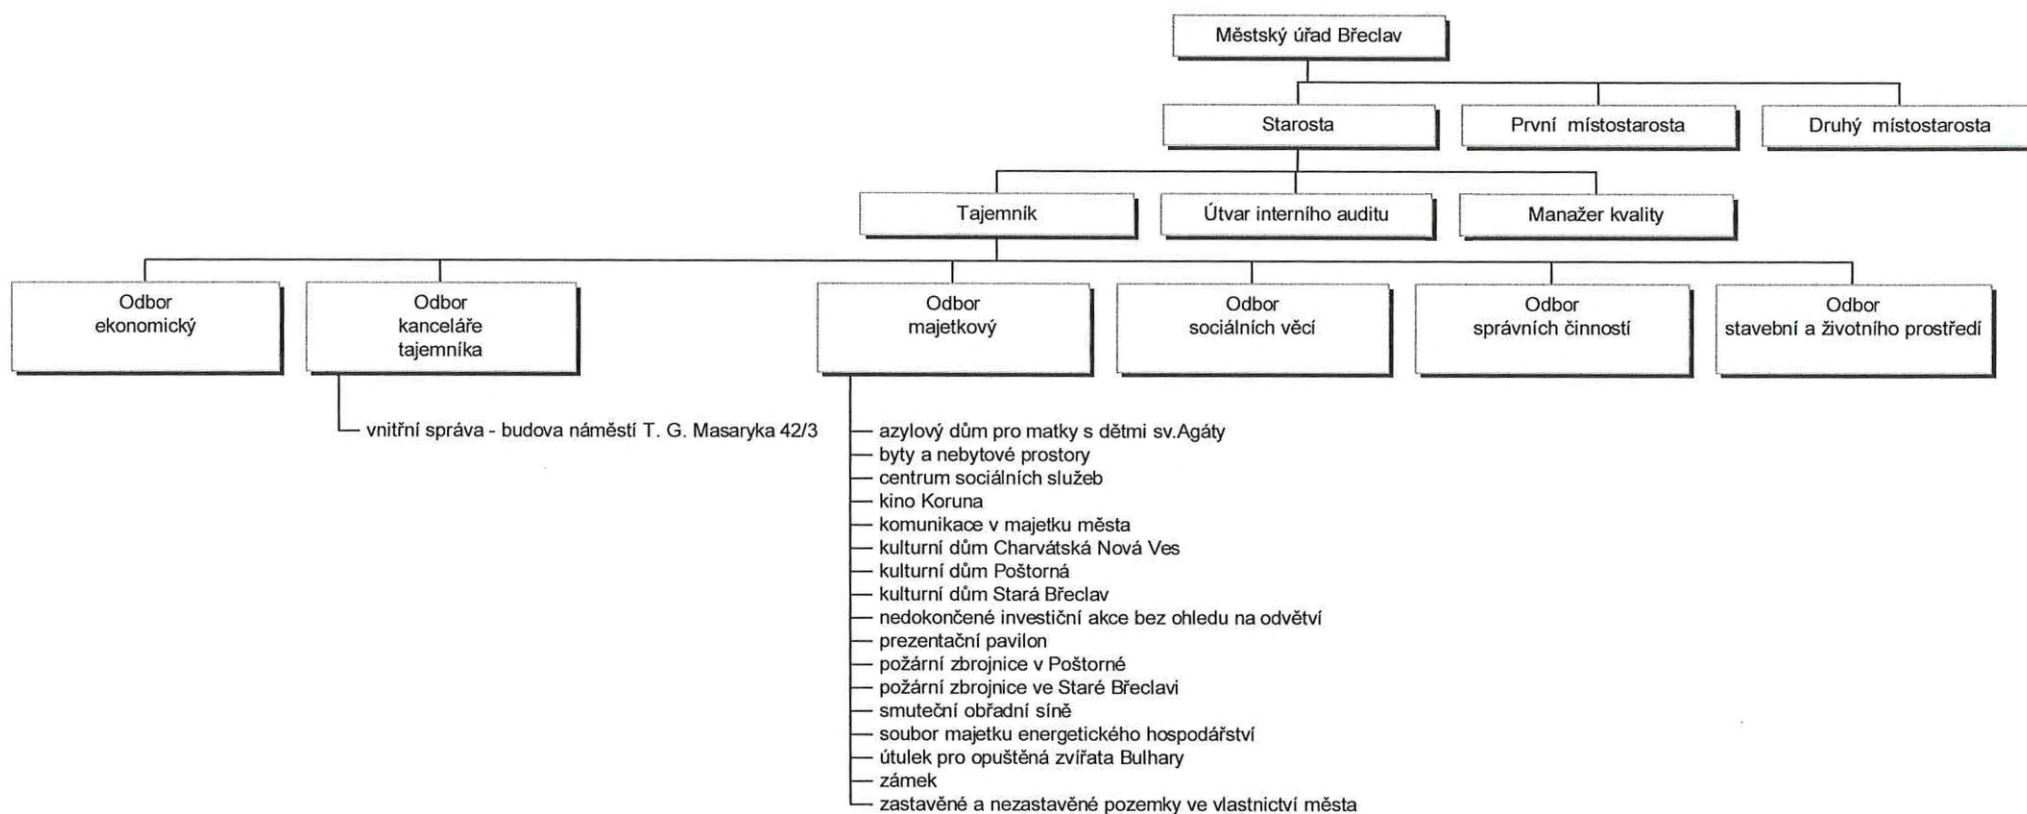 Městský úřad Břeclav
Starosta
První místostarosta
Druhý místostarosta
Tajemník
Útvar interního auditu
Manažer kvality
Odbor
ekonomický
Odbor
kanceláře
tajemníka
Odbor
majetkový
Odbor
sociálních věcí
Odbor
správních činností
Odbor
stavební a životního prostředí
vnitřní správa - budova náměstí T. G. Masaryka 42/3
azylový dům pro matky s dětmi sv.Agáty
byty a nebytové prostory
centrum sociálních služeb
kino Koruna
komunikace v majetku města
kulturní dům Charvátská Nová Ves
kulturní dům Poštorná
kulturní dům Stará Břeclav
nedokončené investiční akce bez ohledu na odvětví
prezentační pavilon
požární zbrojnice v Poštorné
požární zbrojnice ve Staré Břeclavi
smuteční obřadní síně
soubor majetku energetického hospodářství
útulek pro opuštěná zvířata Bulhary
zámek
zastavěné a nezastavěné pozemky ve vlastnictví města